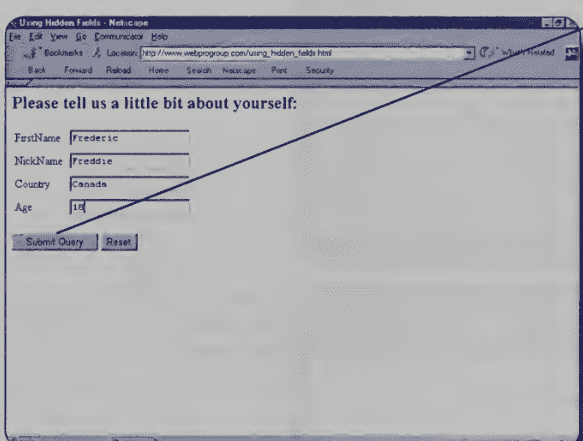 Using Hidden Fields - Netscape
File Edit View Go Communicator Help
Bookmarks Location: http://www.webprogroup.com/using_hidden_fields.html What's Related
Back Forward Reload Home Search Netscape Print Security
Please tell us a little bit about yourself:
FirstName Frederic
NickName Freddie
Country Canada
Age 18
Submit Query Reset